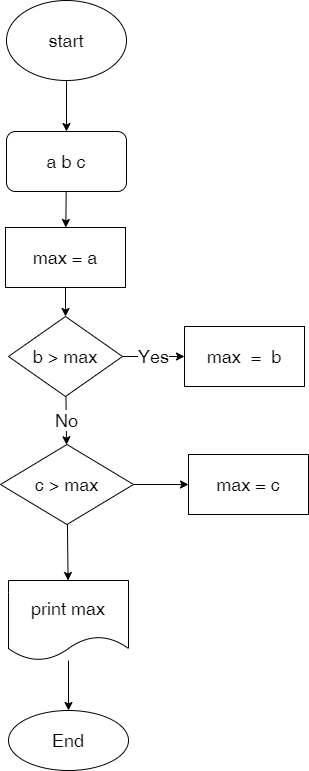 start
a b c
max = a
b > max
Yes
max = b
No
c > max
max = c
print max
End